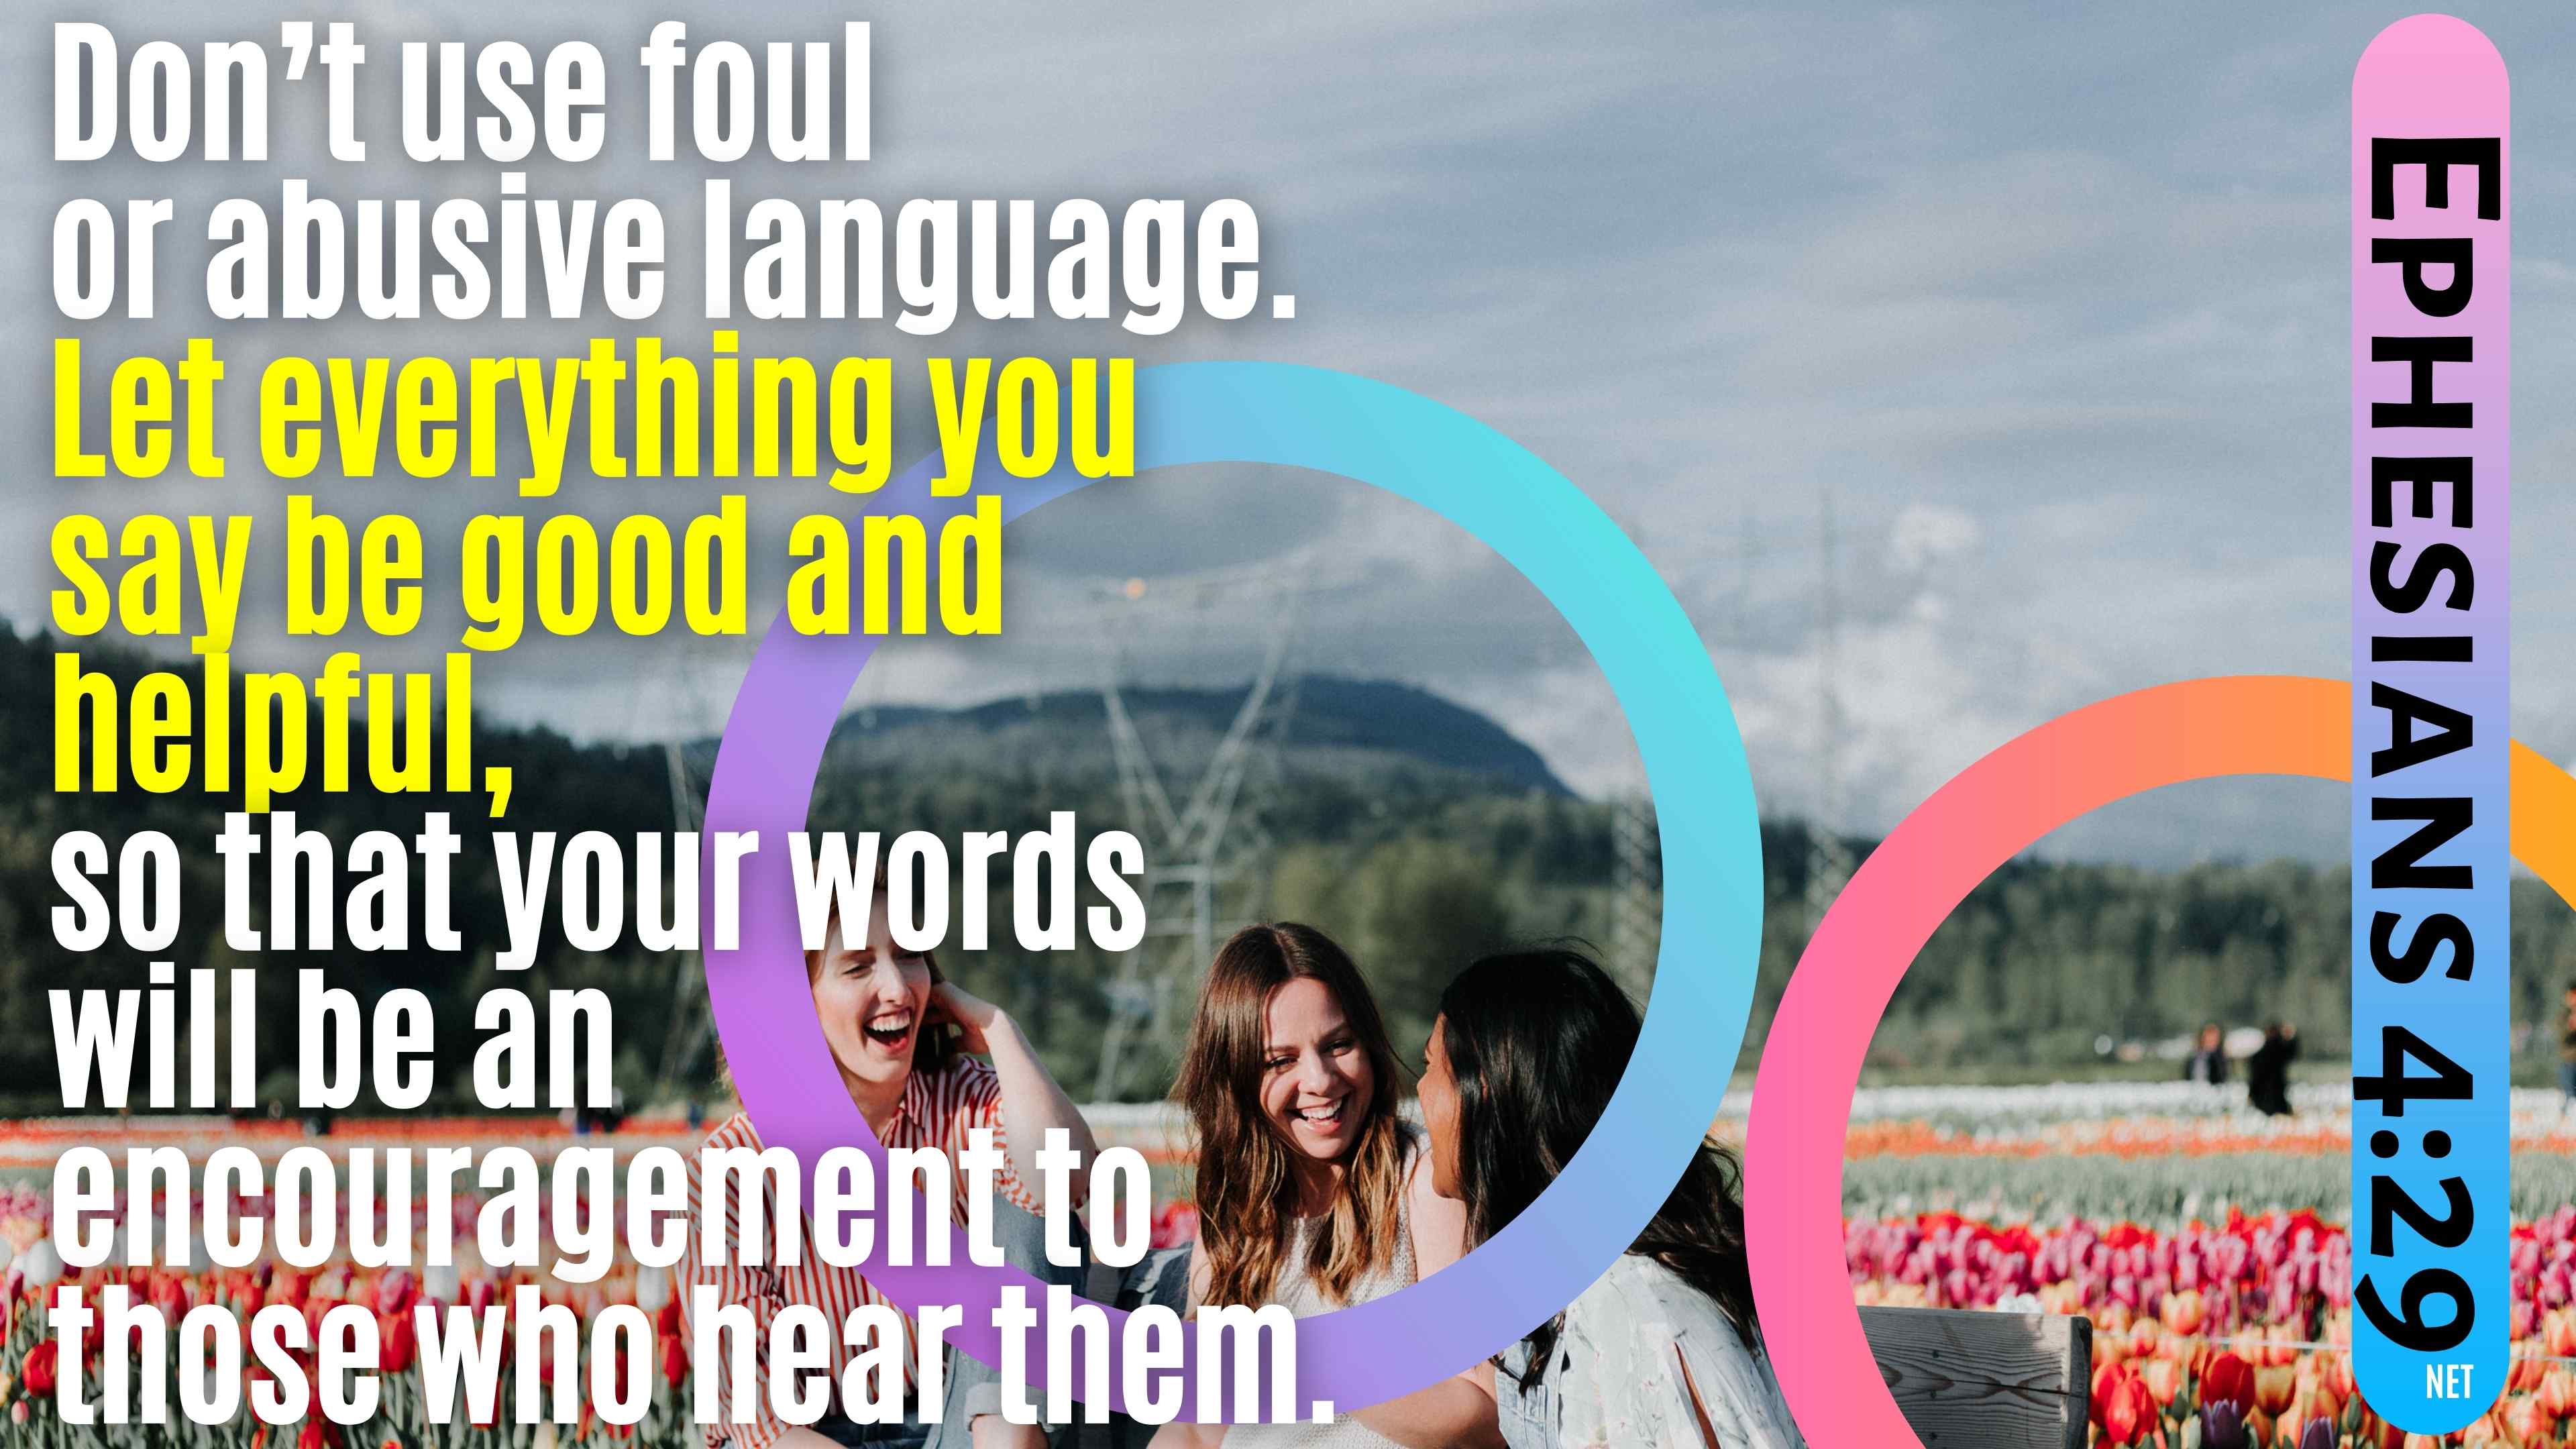 Don’t use foul
or abusive language.
Let everything you
say be good and
helpful,
so that your words
will be an
encouragement to
those who hear them.
EPHESIANS 4:29
NET